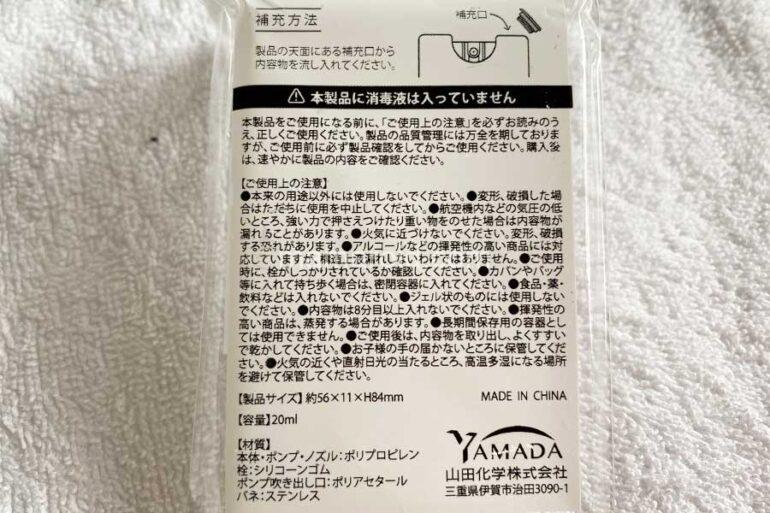 補充方法
補充口
製品の天面にある補充口から
内容物を流し入れてください。
本製品に消毒液は入っていません
本製品をご使用になる前に、「ご使用上の注意」を必ずお読みのう
え、正しくご使用ください。製品の品質管理には万全を期しておりま
すが、ご使用前に必ず製品確認をしてからご使用ください。購入後
は、速やかに製品の内容をご確認ください。
【ご使用上の注意】
●本来の用途以外には使用しないでください。●変形、破損した場
合はただちに使用を中止してください。●航空機内などの気圧の低
いところ、強い力で押さえつけたり重い物をのせた場合は内容物が
漏れることがあります。●火気に近づけないでください。変形、破損
する恐れがあります。●アルコールなどの揮発性の高い商品には対
応していますが、構造上液漏れしないわけではありません。●ご使用
時に、栓がしっかりされているか確認してください。●カバンやバッグ
等に入れて持ち歩く場合は、密閉容器に入れてください。●食品・薬・
飲料などは入れないでください。●ジェル状のものには使用しない
でください。●内容物は8分目以上入れないでください。●揮発性の
高い商品は、蒸発する場合があります。●長期間保存用の容器とし
ては使用できません。●ご使用後は、内容物を取り出し、よくすすい
で乾かしてください。●お子様の手の届かないところに保管してくだ
さい。●火気の近くや直射日光の当たるところ、高温多湿になる場所
を避けて保管してください。
【製品サイズ】約56×11×H84mm
MADE IN CHINA
【容量】20ml
【材質】
本体・ポンプ・ノズル:ポリプロピレン
栓:シリコーンゴム
ポンプ吹き出し口:ポリアセタール
バネ:ステンレス
YAMADA
山田化学株式会社
三重県伊賀市治田3090-1